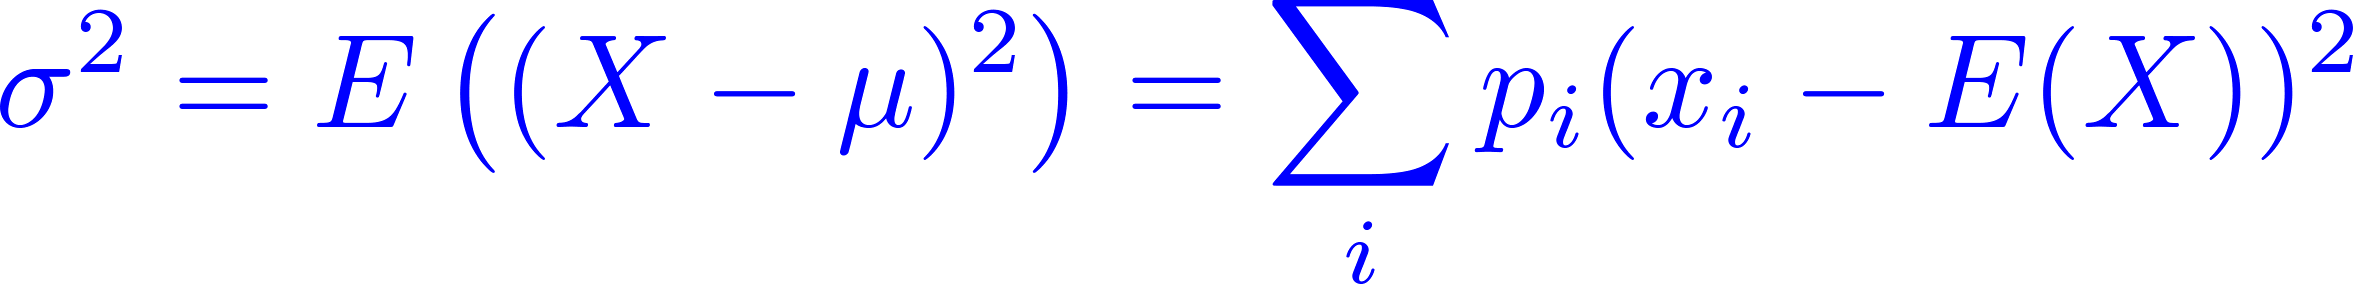 σ² = E ((X − μ)²) = ∑ᵢ pᵢ(xᵢ − E(X))²